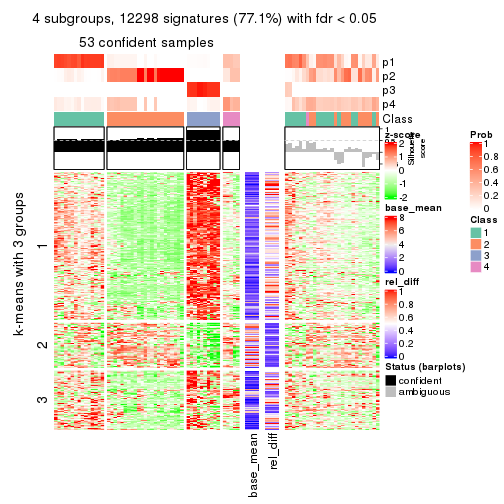 4 subgroups, 12298 signatures (77.1%) with fdr < 0.05
53 confident samples
p1
p2
p3
p4
Class
1
0
Silhouette
score
k-means with 3 groups
1
2
3
base_mean
rel_diff
z-score
2
1
0
-1
-2
base_mean
8
6
4
2
0
rel_diff
1
0.8
0.6
0.4
0.2
0
Status (barplots)
confident
ambiguous
Prob
1
0.8
0.6
0.4
0.2
0
Class
1
2
3
4